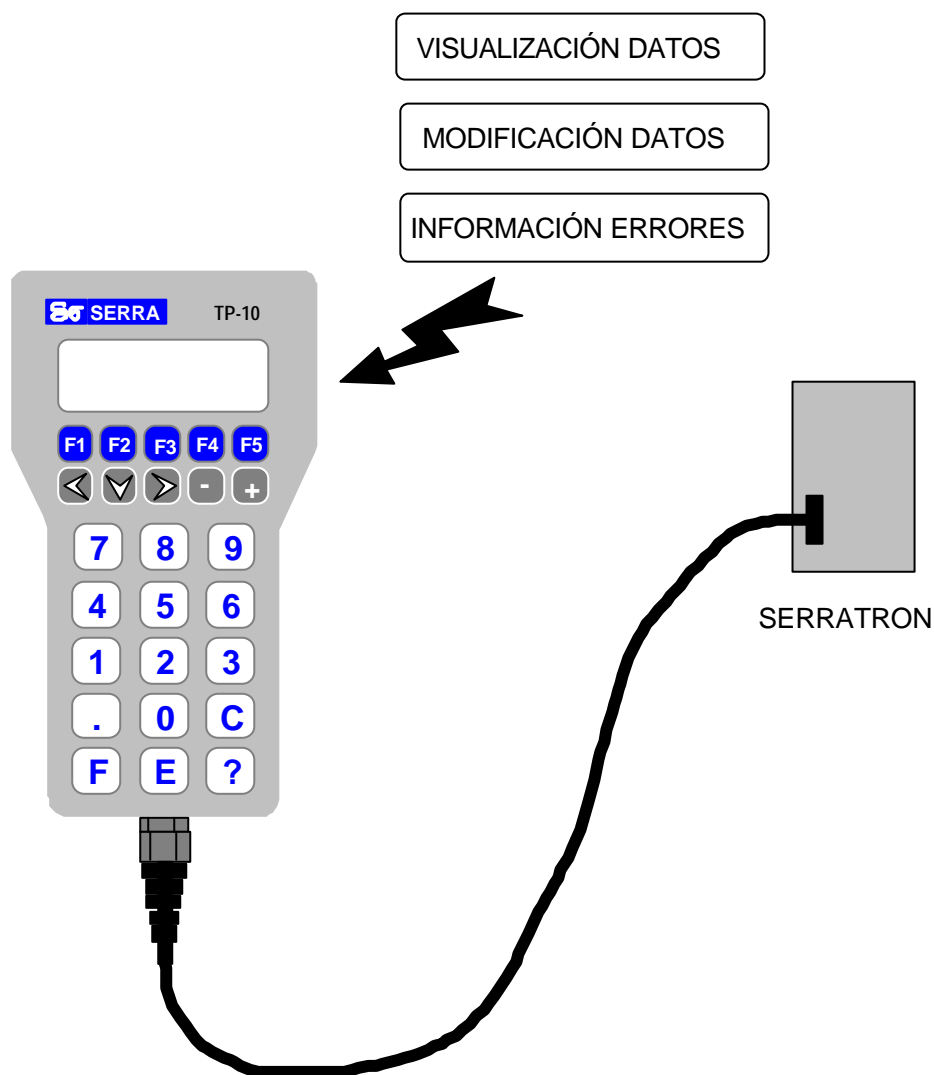 VISUALIZACIÓN DATOS
MODIFICACIÓN DATOS
INFORMACIÓN ERRORES
SERRA TP-10
F1 F2 F3 F4 F5
- +
7 8 9
4 5 6
1 2 3
. 0 C
F E ?
SERRATRON